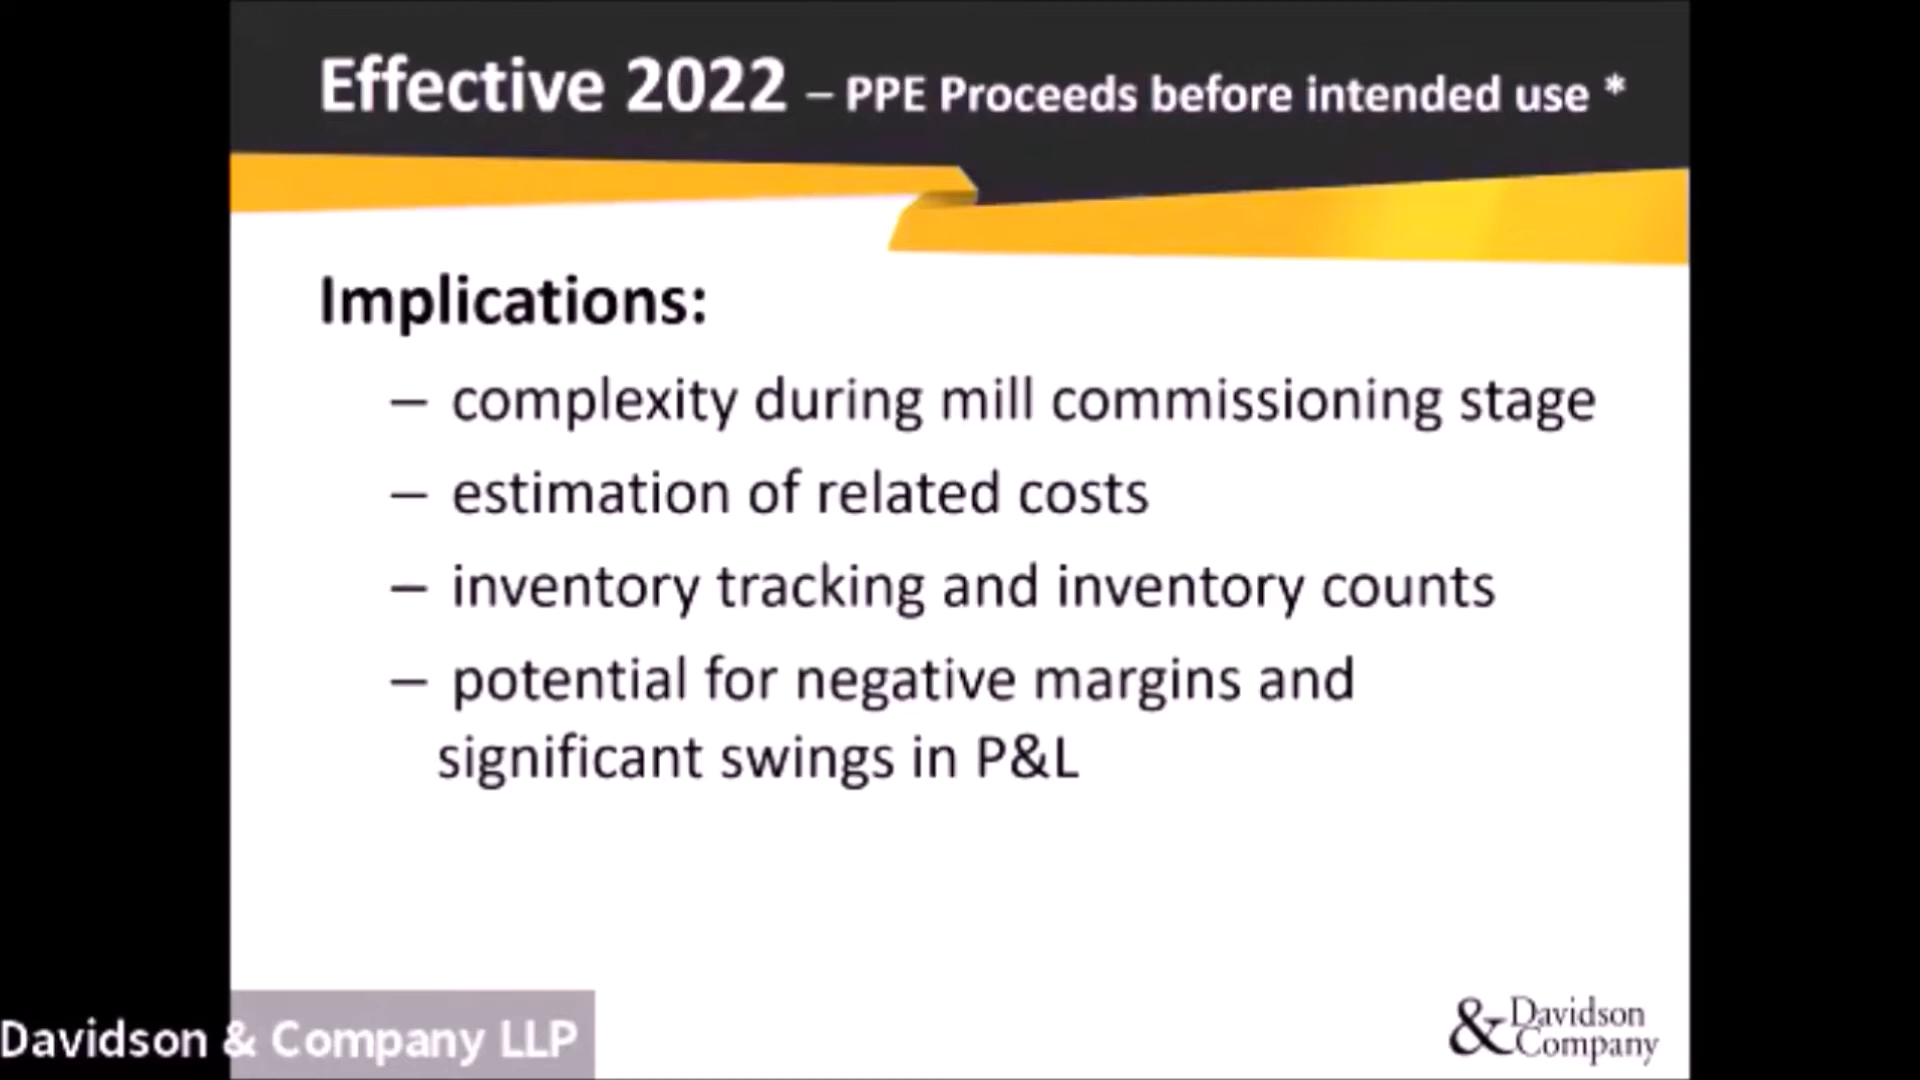 Effective 2022 – PPE Proceeds before intended use *
Implications:
– complexity during mill commissioning stage
– estimation of related costs
– inventory tracking and inventory counts
– potential for negative margins and
significant swings in P&L
Davidson & Company LLP
& Davidson
Company